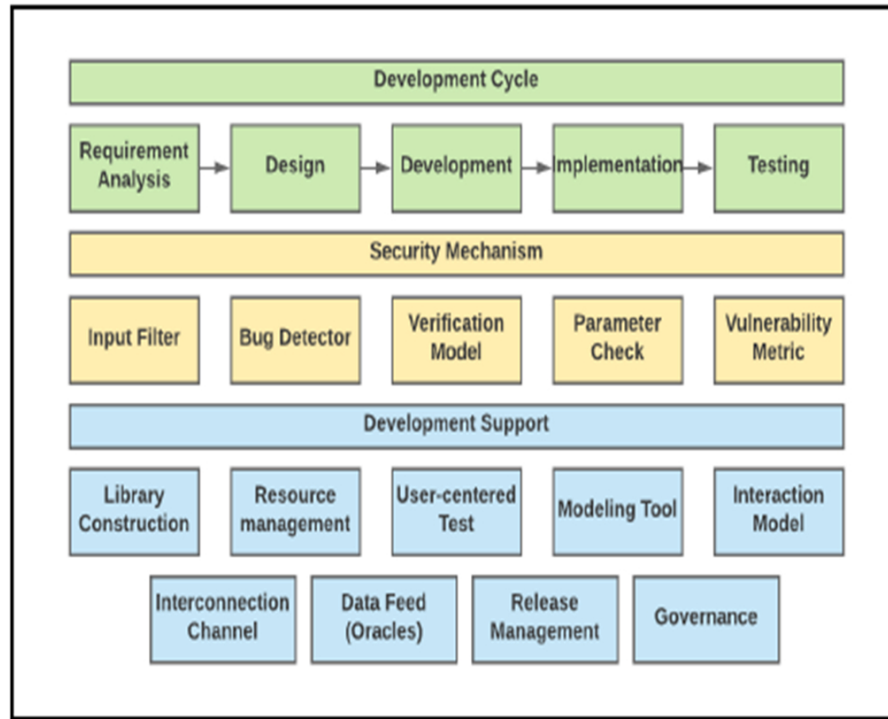 Development Cycle
Requirement
Analysis
Design
Development
Implementation
Testing
Security Mechanism
Input Filter
Bug Detector
Verification
Model
Parameter
Check
Vulnerability
Metric
Development Support
Library
Construction
Resource
management
User-centered
Test
Modeling Tool
Interaction
Model
Interconnection
Channel
Data Feed
(Oracles)
Release
Management
Governance